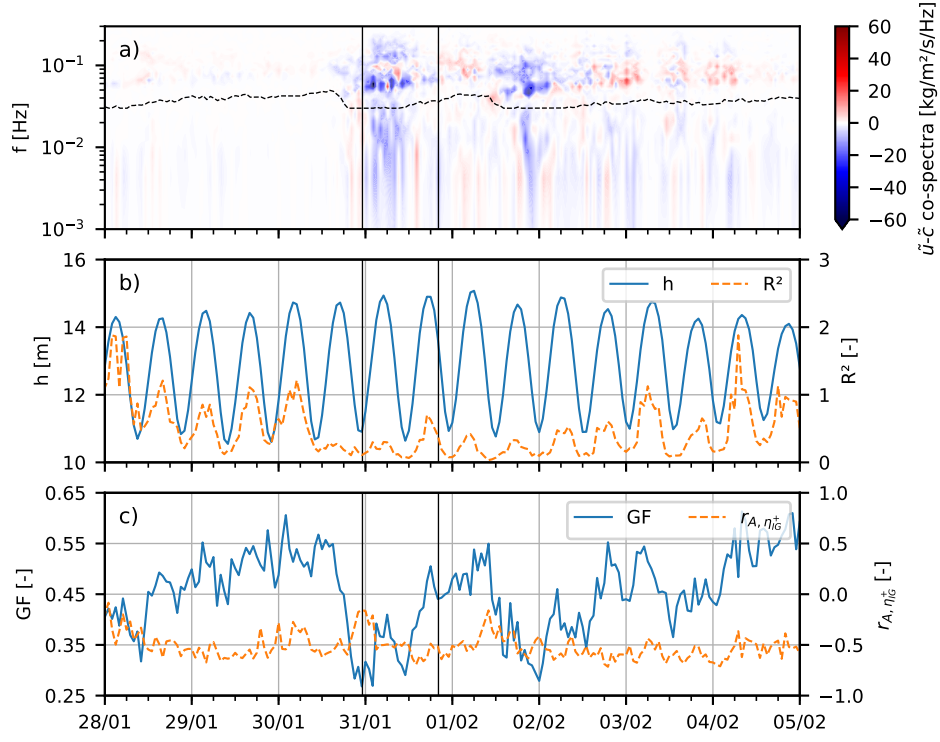 a)
f [Hz]
10⁻¹
10⁻²
10⁻³
60
40
20
0
−20
−40
−60
ũ-c̃ co-spectra [kg/m²/s/Hz]
b)
h
R²
16
14
12
10
h [m]
3
2
1
0
R² [-]
c)
GF
r_{A, η_{IG}^+}
0.65
0.55
0.45
0.35
0.25
GF [-]
1.0
0.5
0.0
−0.5
−1.0
r_{A, η_{IG}^+} [-]
28/01 29/01 30/01 31/01 01/02 02/02 03/02 04/02 05/02